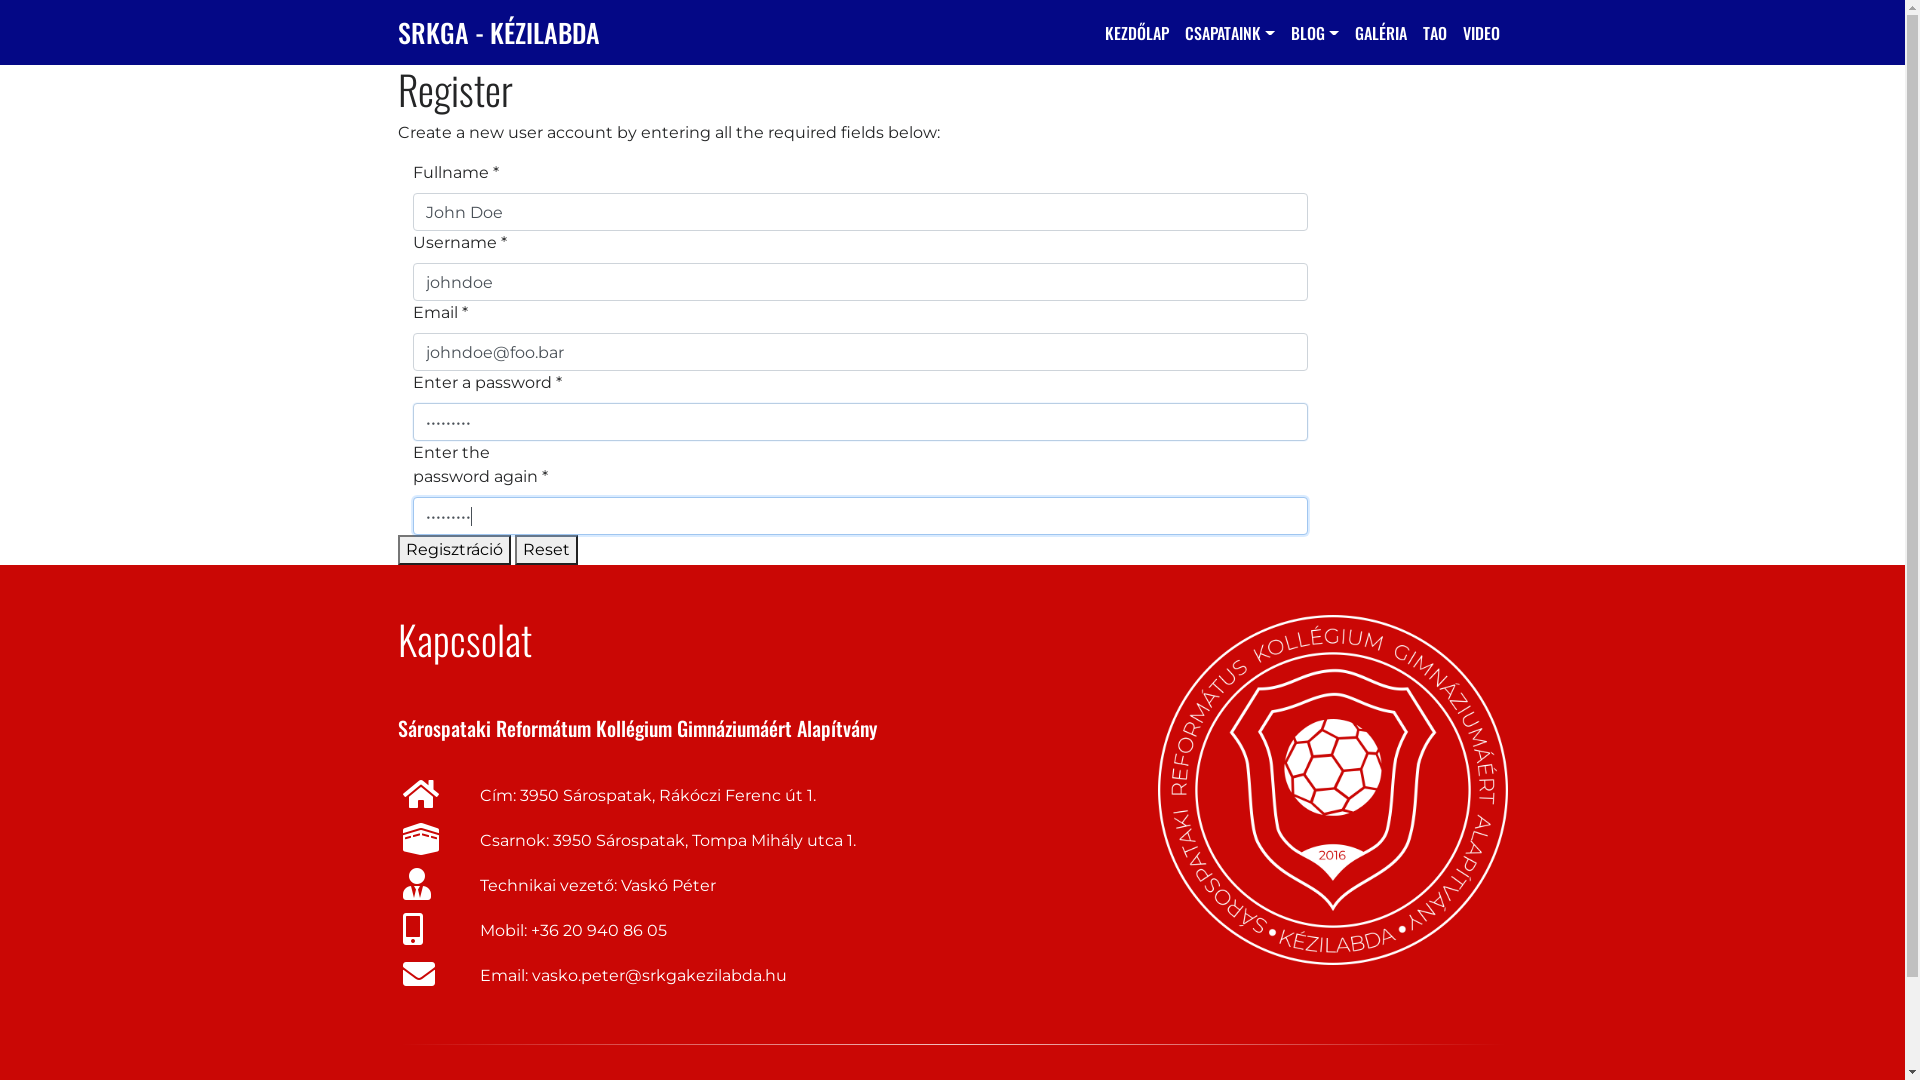 SRKGA - KÉZILABDA
KEZDŐLAP CSAPATAINK BLOG GALÉRIA TAO VIDEO
Register
Create a new user account by entering all the required fields below:
Fullname *
John Doe
Username *
johndoe
Email *
johndoe@foo.bar
Enter a password *
•••••••••
Enter the
password again *
•••••••••
Regisztráció Reset
Kapcsolat
Sárospataki Reformátum Kollégium Gimnáziumáért Alapítvány
Cím: 3950 Sárospatak, Rákóczi Ferenc út 1.
Csarnok: 3950 Sárospatak, Tompa Mihály utca 1.
Technikai vezető: Vaskó Péter
Mobil: +36 20 940 86 05
Email: vasko.peter@srkgakezilabda.hu
SÁROSPATAKI REFORMÁTUS KOLLÉGIUM GIMNÁZIUMÁÉRT ALAPÍTVÁNY
2016
• KÉZILABDA •